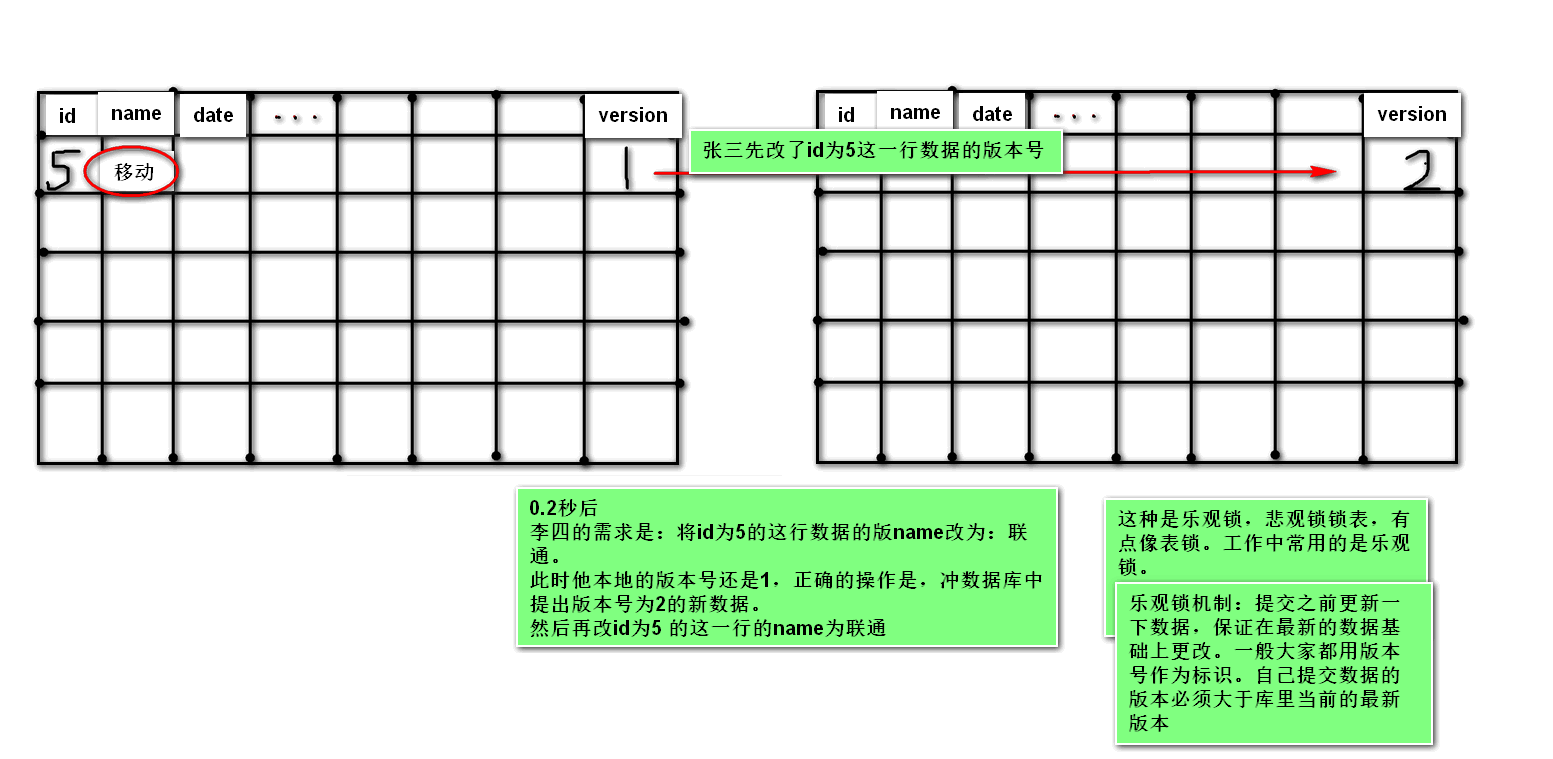 id name date ... version
5 移动 1
id name date ... version
2
张三先改了id为5这一行数据的版本号
0.2秒后
李四的需求是：将id为5的这行数据的版name改为：联
通。
此时他本地的版本号还是1，正确的操作是，冲数据库中
提出版本号为2的新数据。
然后再改id为5 的这一行的name为联通
这种是乐观锁，悲观锁锁表，有
点像表锁。工作中常用的是乐观
锁。
乐观锁机制：提交之前更新一
下数据，保证在最新的数据基
础上更改。一般大家都用版本
号作为标识。自己提交数据的
版本必须大于库里当前的最新
版本